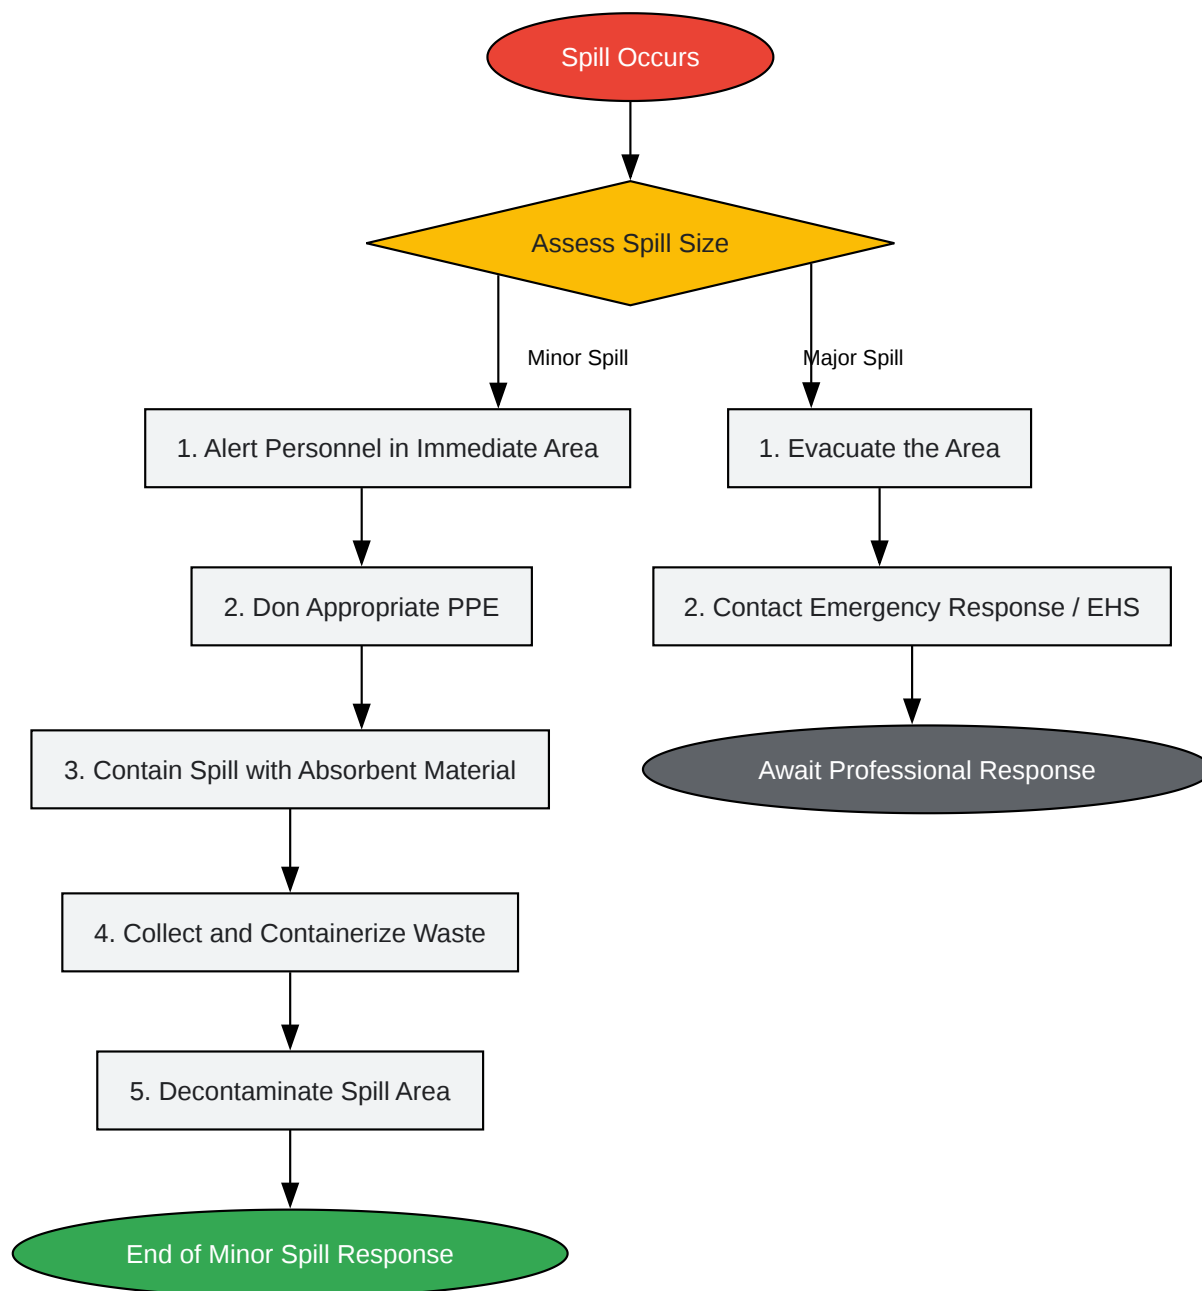 Spill Occurs
Assess Spill Size
Minor Spill
Major Spill
1. Alert Personnel in Immediate Area
1. Evacuate the Area
2. Don Appropriate PPE
2. Contact Emergency Response / EHS
3. Contain Spill with Absorbent Material
Await Professional Response
4. Collect and Containerize Waste
5. Decontaminate Spill Area
End of Minor Spill Response